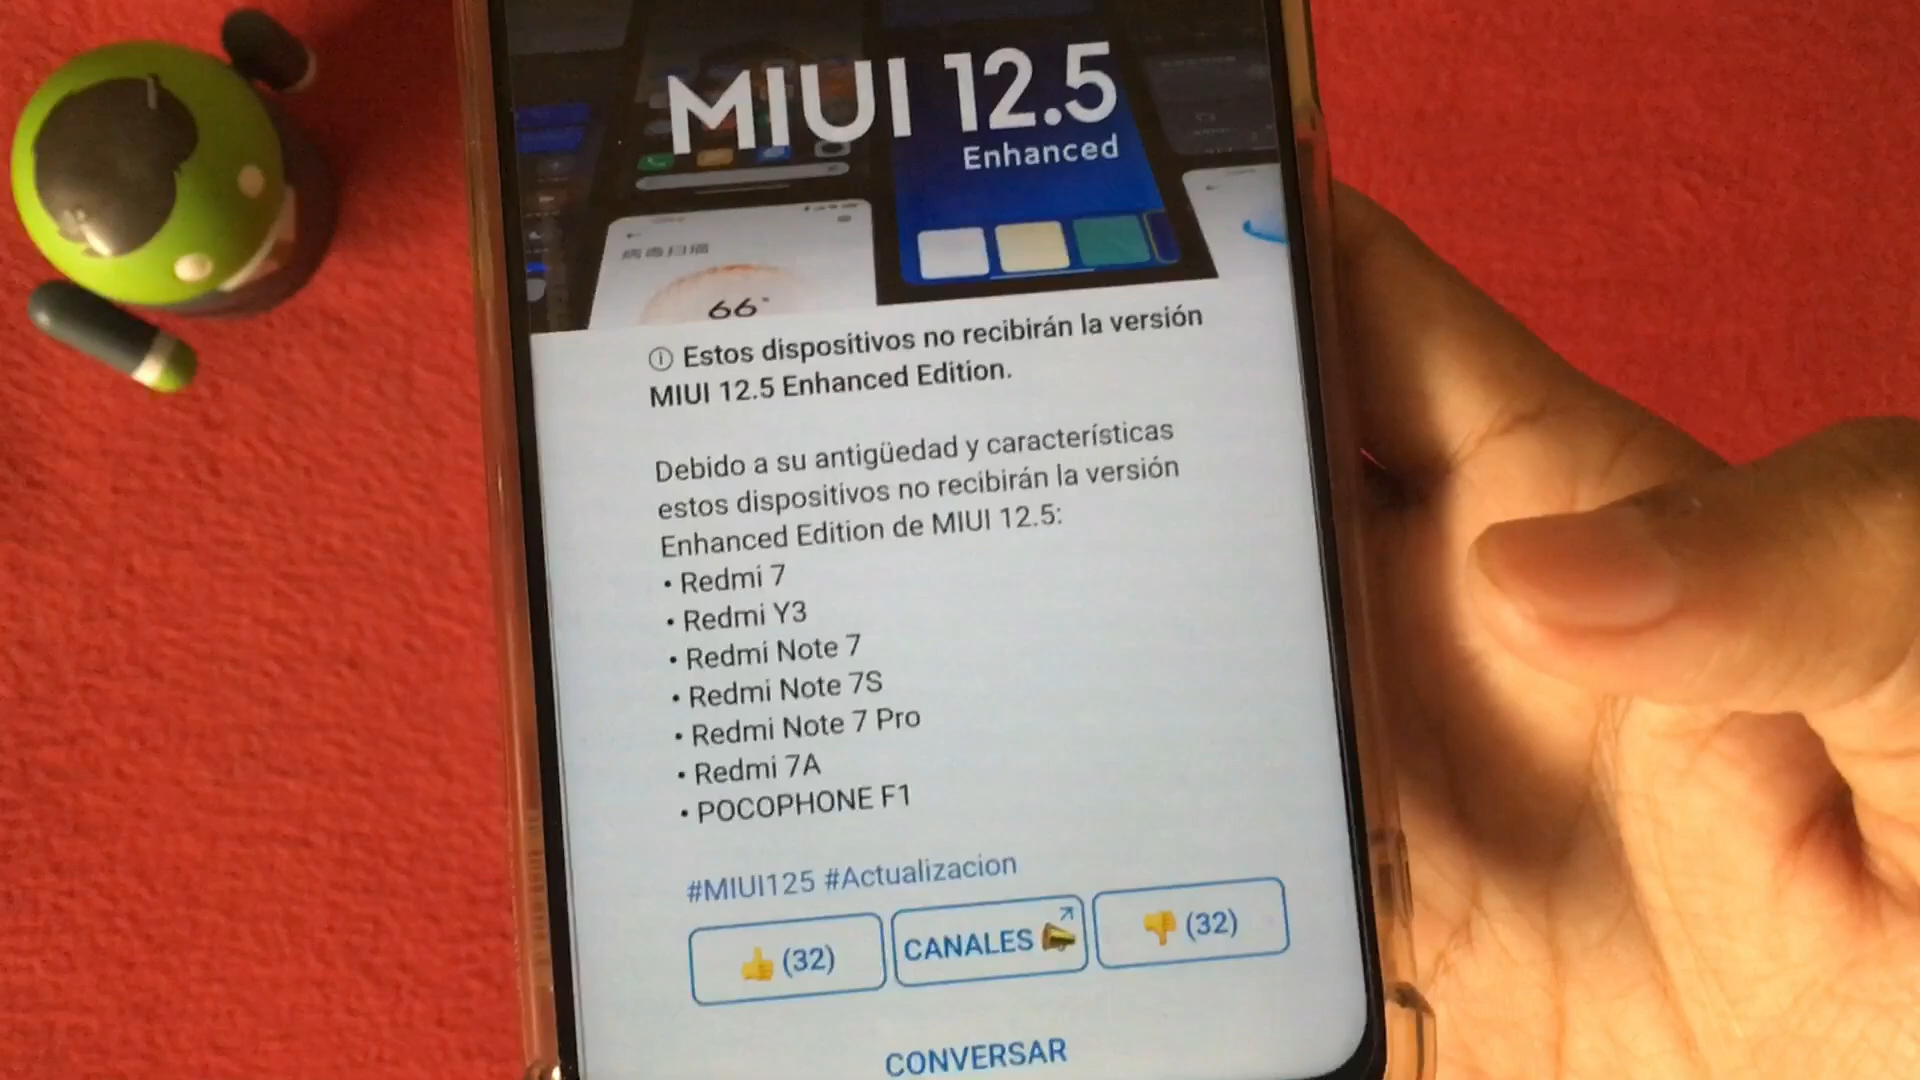 MIUI 12.5
Enhanced
66°
ⓘ Estos dispositivos no recibirán la versión
MIUI 12.5 Enhanced Edition.
Debido a su antigüedad y características
estos dispositivos no recibirán la versión
Enhanced Edition de MIUI 12.5:
• Redmi 7
• Redmi Y3
• Redmi Note 7
• Redmi Note 7S
• Redmi Note 7 Pro
• Redmi 7A
• POCOPHONE F1
#MIUI125 #Actualizacion
👍 (32)
CANALES 📣
👎 (32)
CONVERSAR